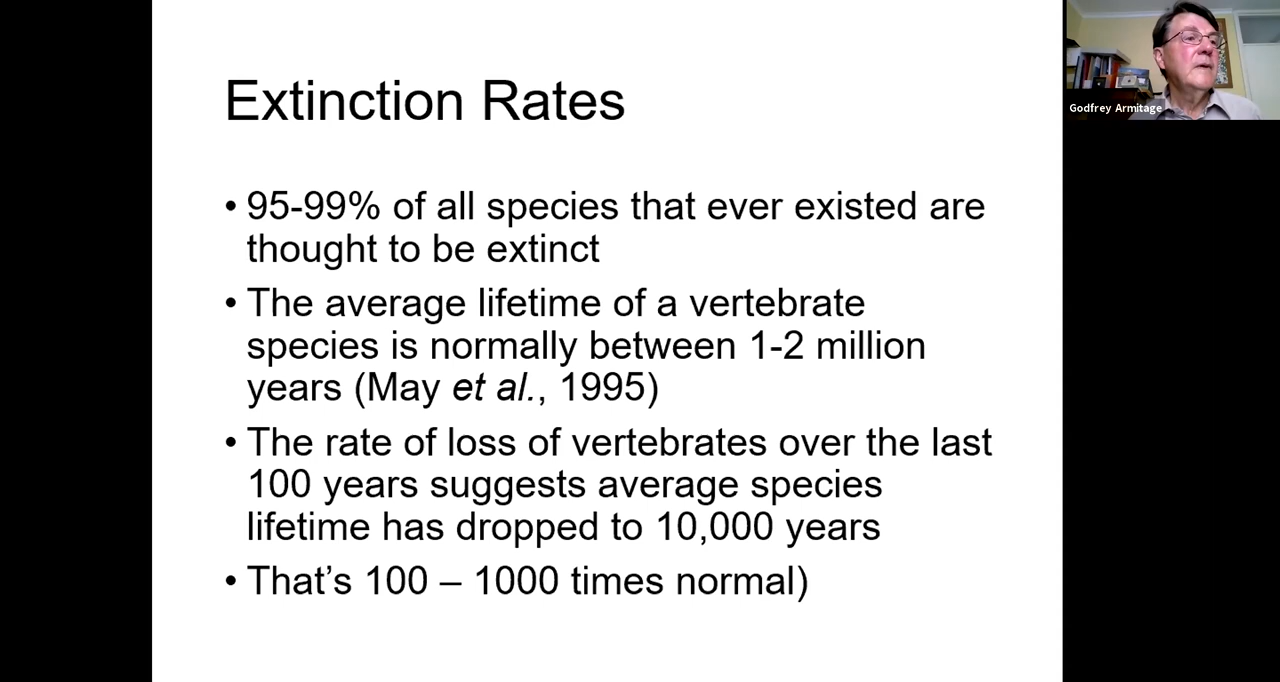 Extinction Rates
• 95-99% of all species that ever existed are
thought to be extinct
• The average lifetime of a vertebrate
species is normally between 1-2 million
years (May et al., 1995)
• The rate of loss of vertebrates over the last
100 years suggests average species
lifetime has dropped to 10,000 years
• That’s 100 – 1000 times normal)
Godfrey Armitage